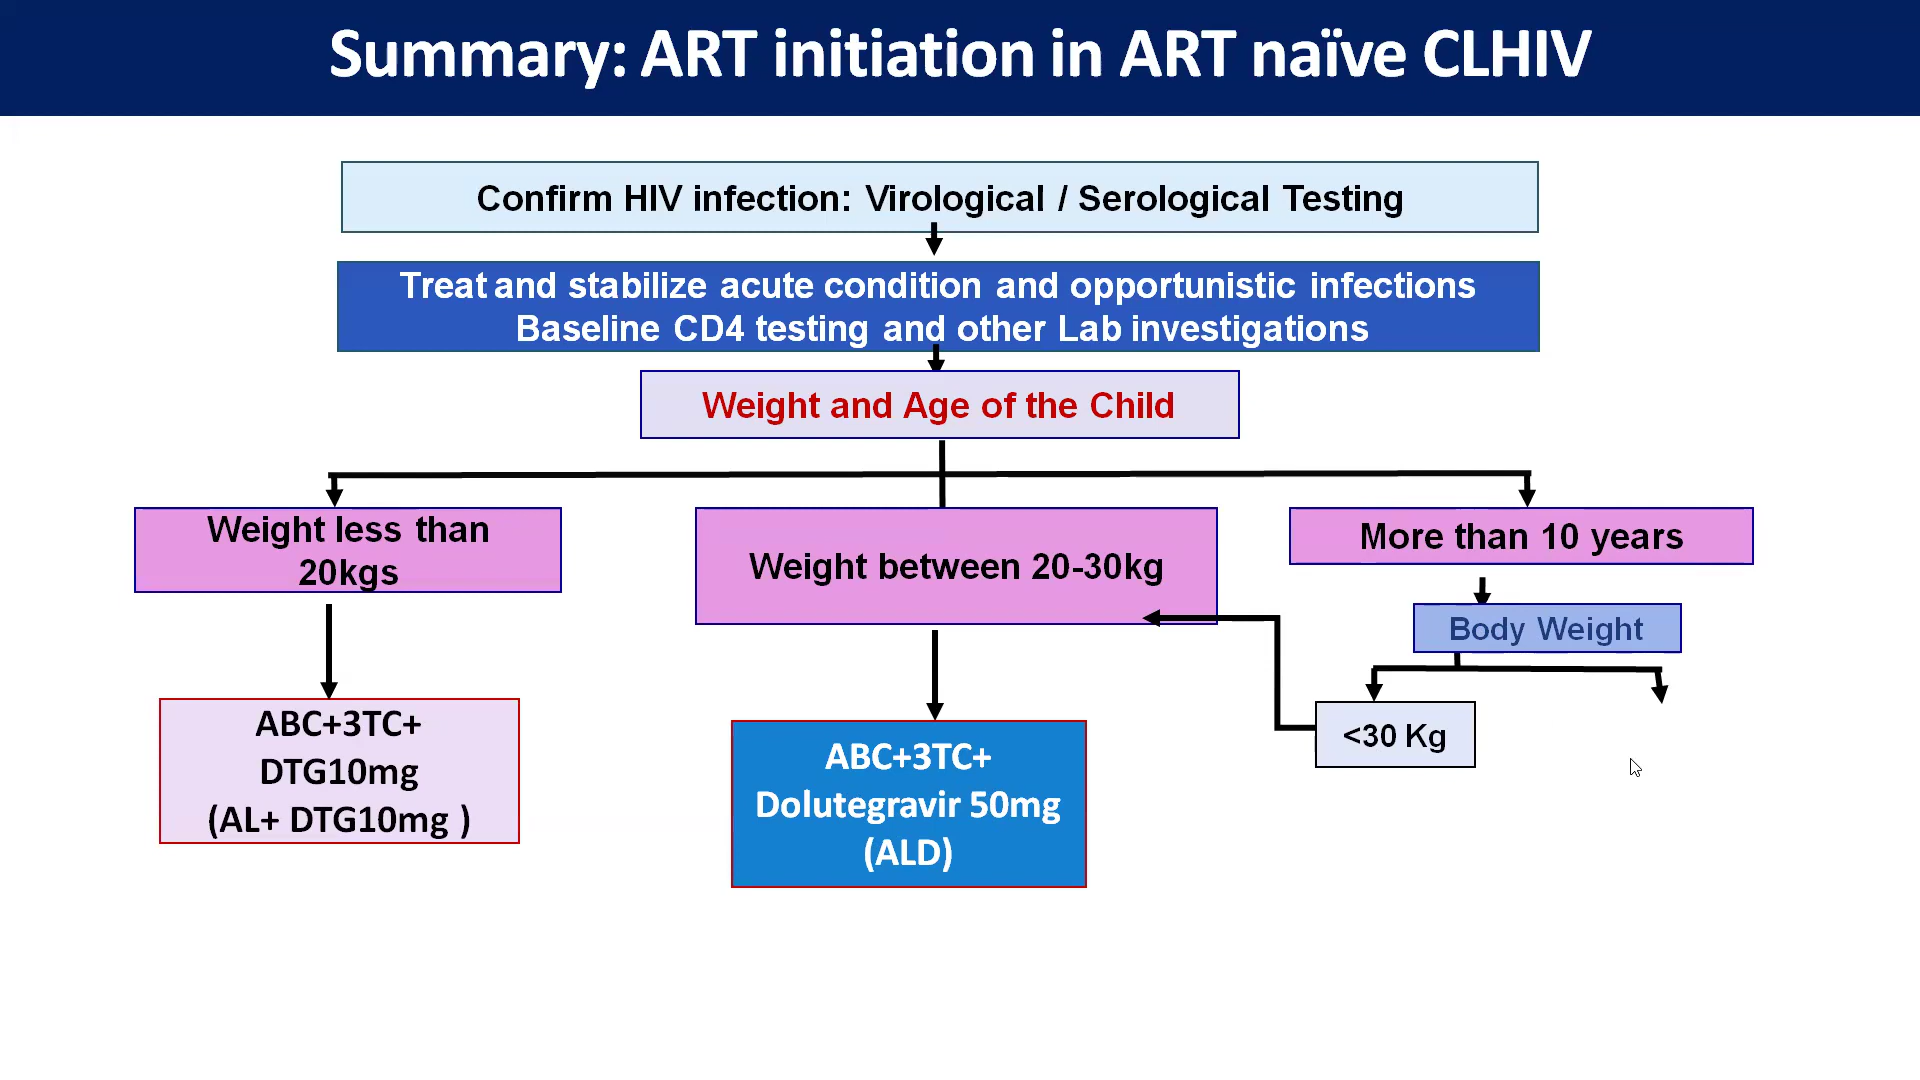 Summary: ART initiation in ART naïve CLHIV
Confirm HIV infection: Virological / Serological Testing
Treat and stabilize acute condition and opportunistic infections
Baseline CD4 testing and other Lab investigations
Weight and Age of the Child
Weight less than
20kgs
Weight between 20-30kg
More than 10 years
Body Weight
<30 Kg
ABC+3TC+
DTG10mg
(AL+ DTG10mg )
ABC+3TC+
Dolutegravir 50mg
(ALD)